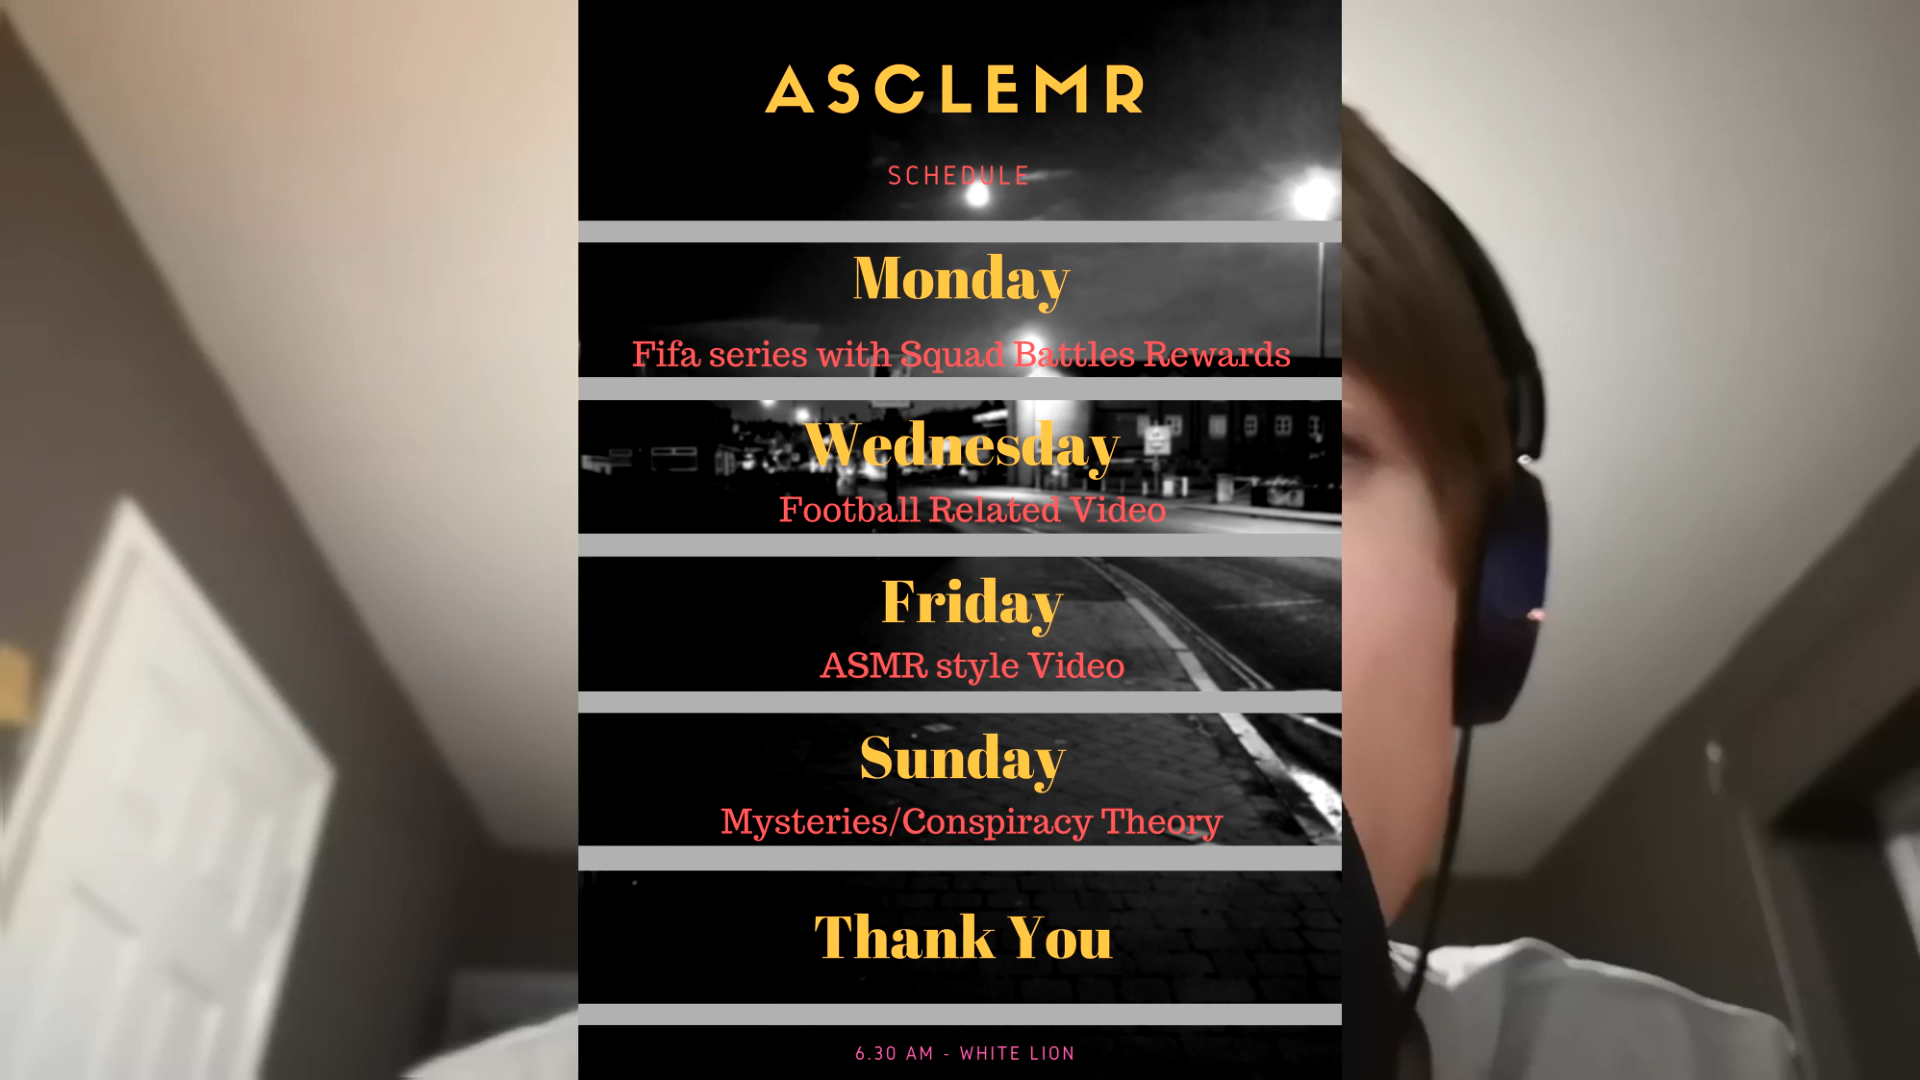 ASCLEMR
SCHEDULE
Monday
Fifa series with Squad Battles Rewards
Wednesday
Football Related Video
Friday
ASMR style Video
Sunday
Mysteries/Conspiracy Theory
Thank You
6.30 AM - WHITE LION